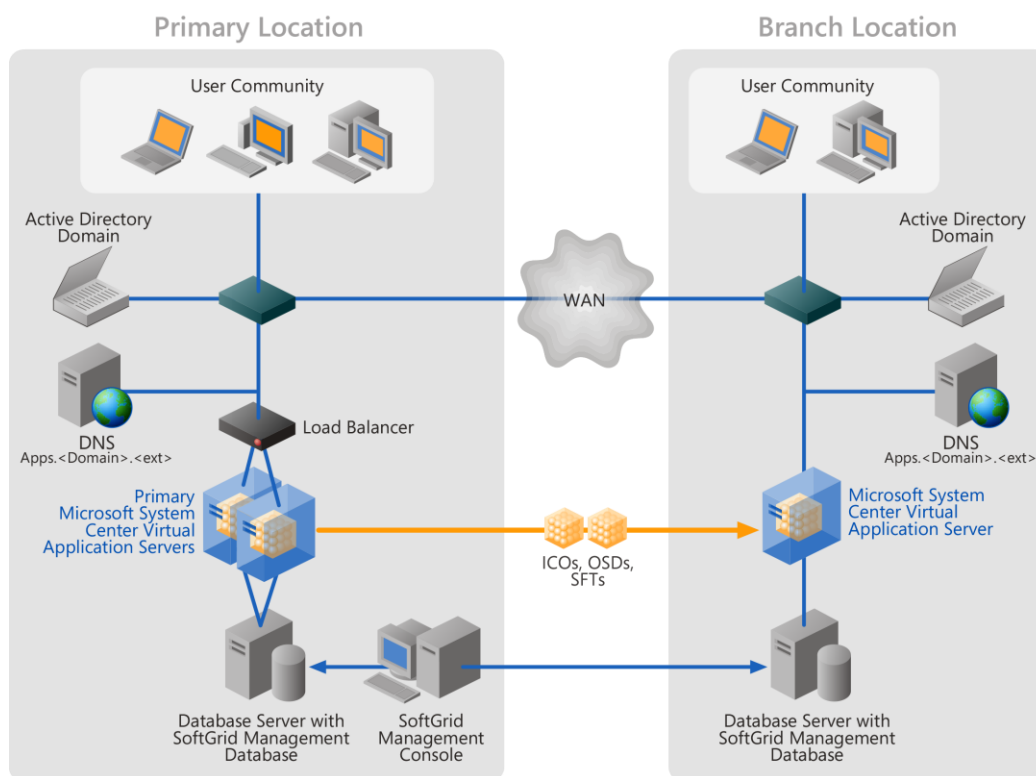 Primary Location
Branch Location
User Community
User Community
Active Directory
Domain
Active Directory
Domain
WAN
DNS
Apps.<Domain>.<ext>
Load Balancer
DNS
Apps.<Domain>.<ext>
Primary
Microsoft System
Center Virtual
Application Servers
ICOs, OSDs,
SFTs
Microsoft System
Center Virtual
Application Server
Database Server with
SoftGrid Management
Database
SoftGrid
Management
Console
Database Server with
SoftGrid Management
Database